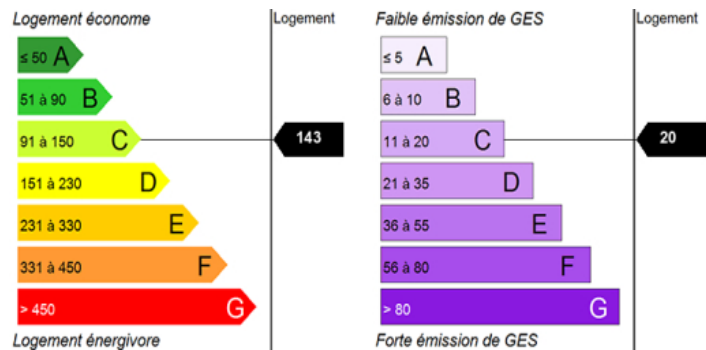 Logement économe
Logement
≤ 50 A
51 à 90 B
91 à 150 C
143
151 à 230 D
231 à 330 E
331 à 450 F
> 450 G
Logement énergivore
Faible émission de GES
Logement
≤ 5 A
6 à 10 B
11 à 20 C
20
21 à 35 D
36 à 55 E
56 à 80 F
> 80 G
Forte émission de GES